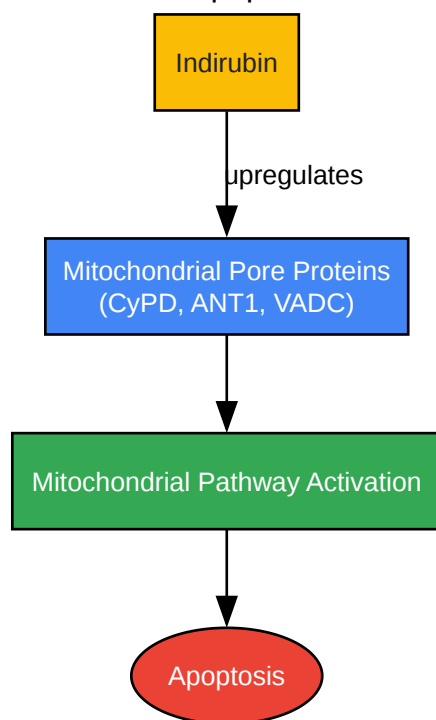 Indirubin
upregulates
Mitochondrial Pore Proteins
(CyPD, ANT1, VADC)
Mitochondrial Pathway Activation
Apoptosis